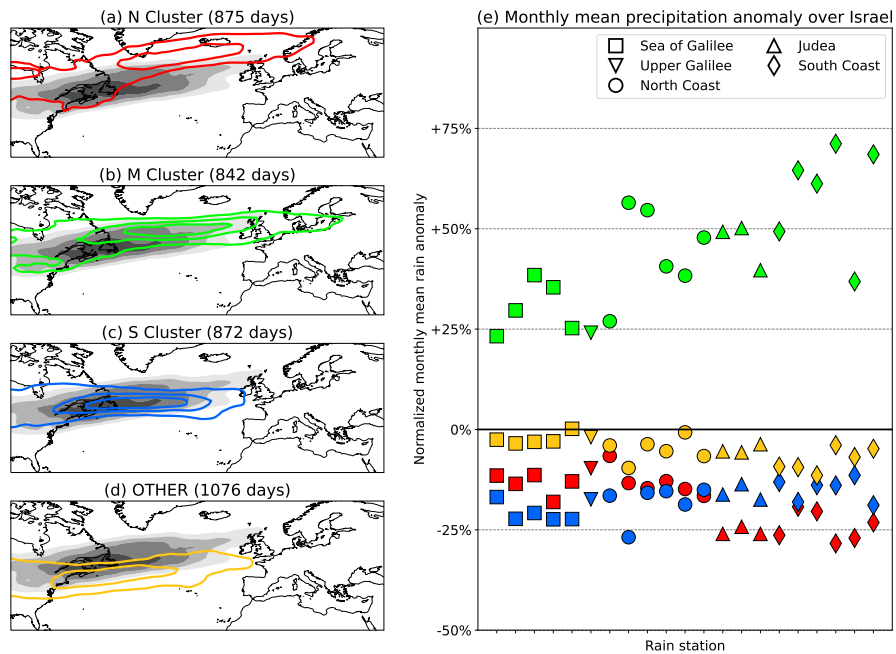 (a) N Cluster (875 days)
(b) M Cluster (842 days)
(c) S Cluster (872 days)
(d) OTHER (1076 days)
(e) Monthly mean precipitation anomaly over Israel
Sea of Galilee
Upper Galilee
North Coast
Judea
South Coast
Normalized monthly mean rain anomaly
+75%
+50%
+25%
0%
-25%
-50%
Rain station